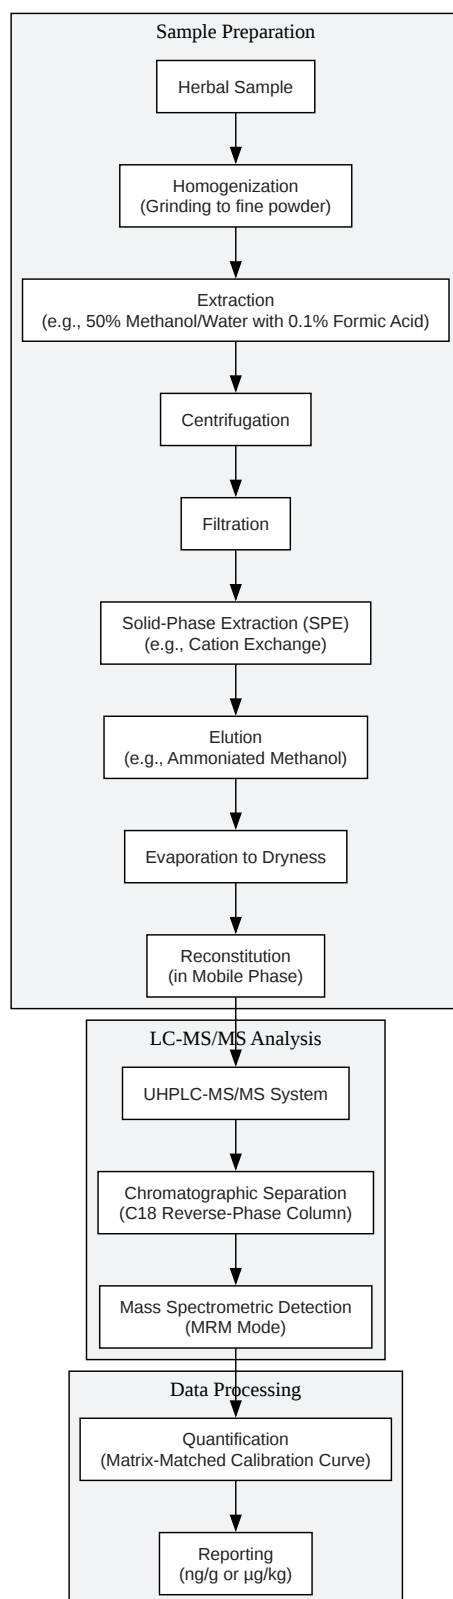 Sample Preparation
Herbal Sample
Homogenization
(Grinding to fine powder)
Extraction
(e.g., 50% Methanol/Water with 0.1% Formic Acid)
Centrifugation
Filtration
Solid-Phase Extraction (SPE)
(e.g., Cation Exchange)
Elution
(e.g., Ammoniated Methanol)
Evaporation to Dryness
Reconstitution
(in Mobile Phase)
LC-MS/MS Analysis
UHPLC-MS/MS System
Chromatographic Separation
(C18 Reverse-Phase Column)
Mass Spectrometric Detection
(MRM Mode)
Data Processing
Quantification
(Matrix-Matched Calibration Curve)
Reporting
(ng/g or µg/kg)